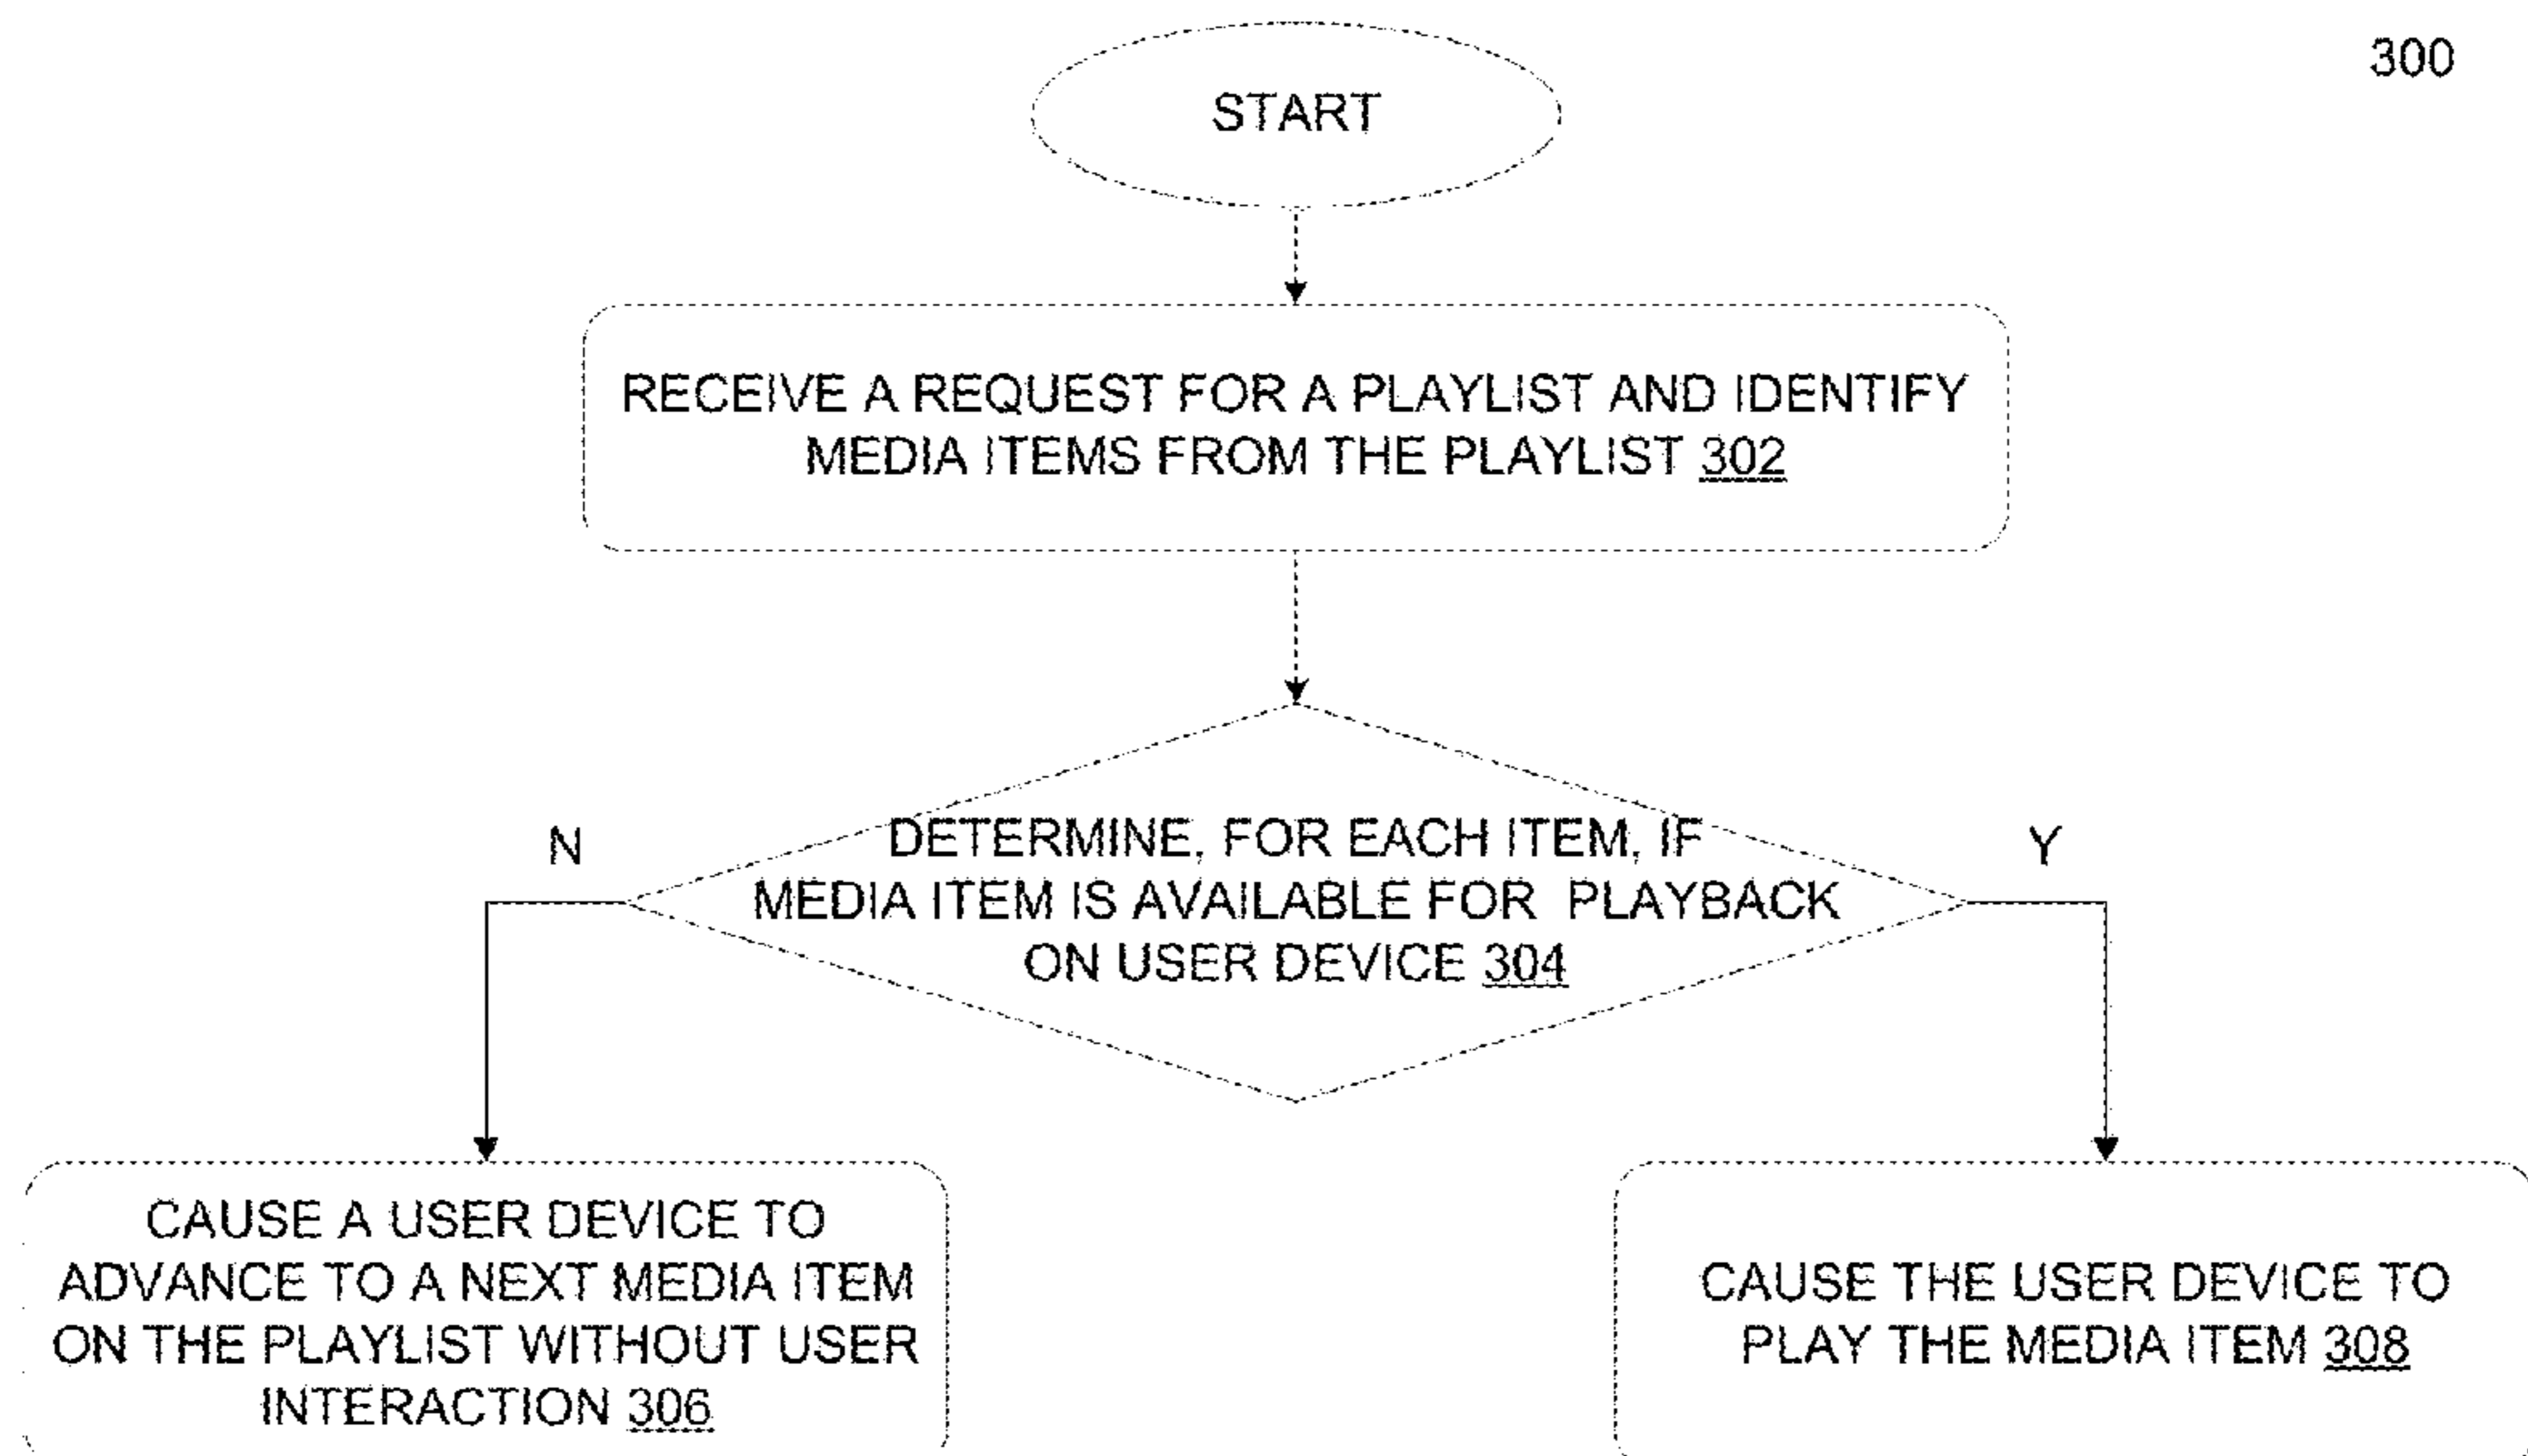 300
START
RECEIVE A REQUEST FOR A PLAYLIST AND IDENTIFY
MEDIA ITEMS FROM THE PLAYLIST 302
N
Y
DETERMINE, FOR EACH ITEM, IF
MEDIA ITEM IS AVAILABLE FOR PLAYBACK
ON USER DEVICE 304
CAUSE A USER DEVICE TO
ADVANCE TO A NEXT MEDIA ITEM
ON THE PLAYLIST WITHOUT USER
INTERACTION 306
CAUSE THE USER DEVICE TO
PLAY THE MEDIA ITEM 308